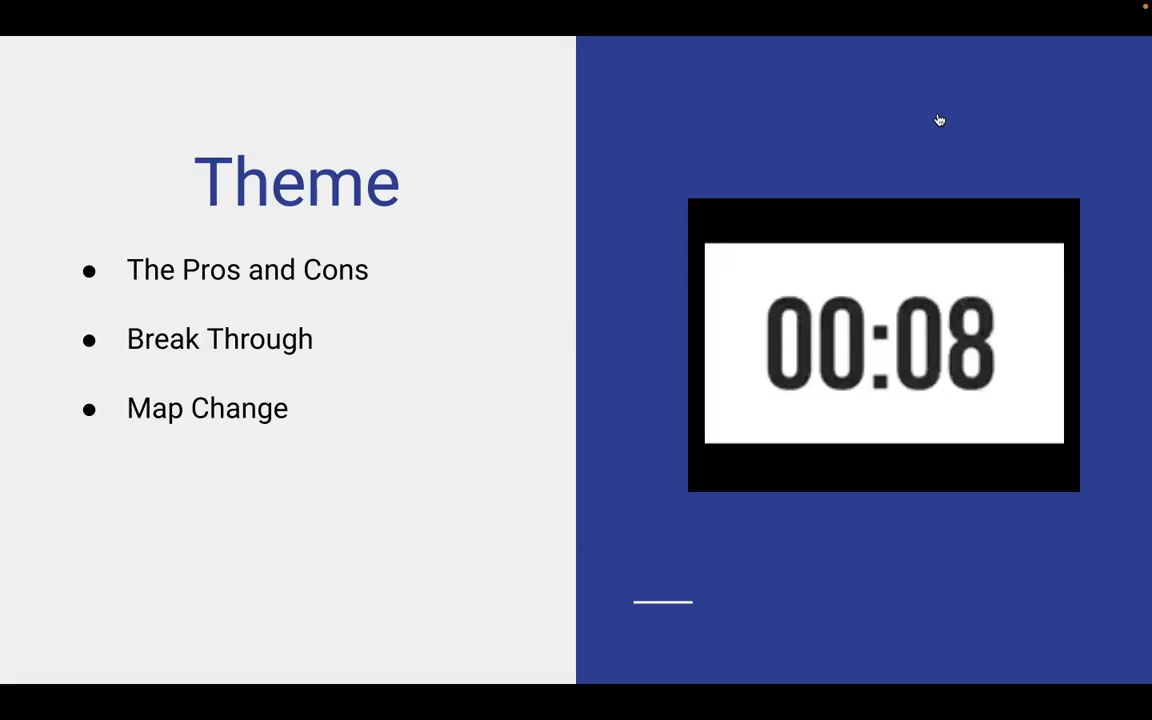 Theme
● The Pros and Cons
● Break Through
● Map Change
00:08